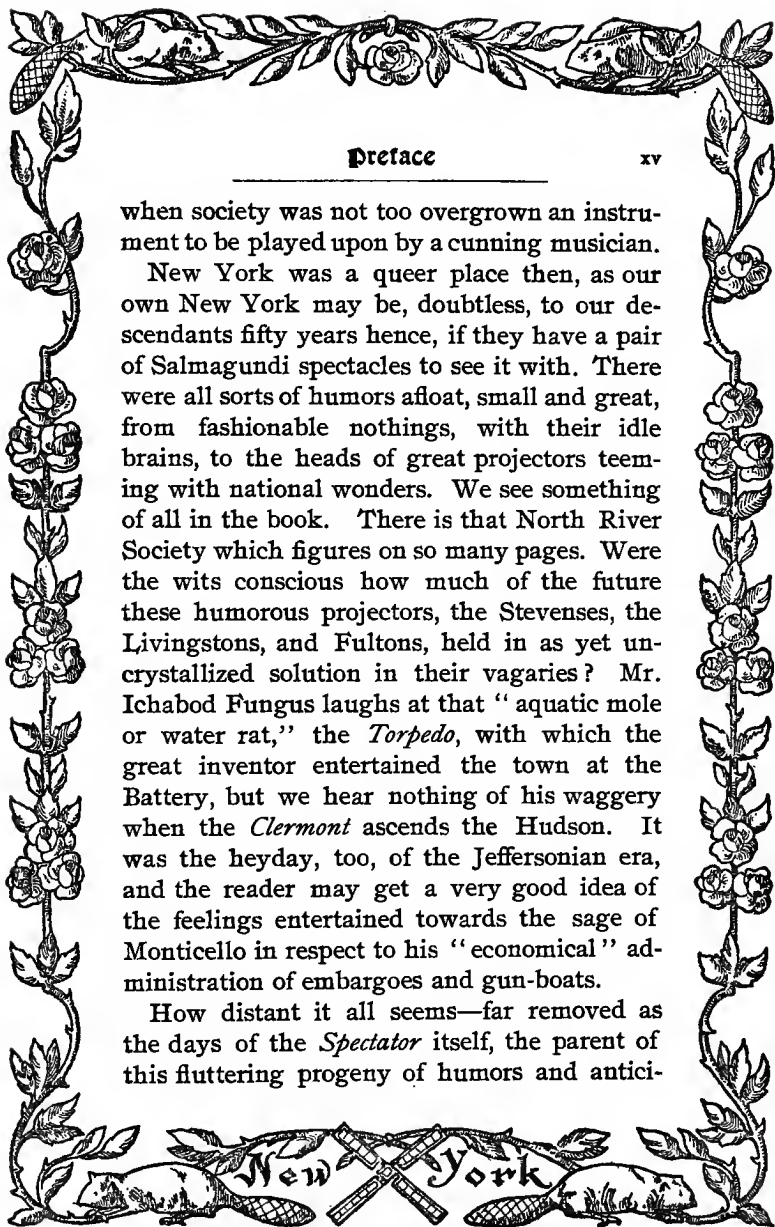 Preface xv
when society was not too overgrown an instru-
ment to be played upon by a cunning musician.
New York was a queer place then, as our
own New York may be, doubtless, to our de-
scendants fifty years hence, if they have a pair
of Salmagundi spectacles to see it with. There
were all sorts of humors afloat, small and great,
from fashionable nothings, with their idle
brains, to the heads of great projectors teem-
ing with national wonders. We see something
of all in the book. There is that North River
Society which figures on so many pages. Were
the wits conscious how much of the future
these humorous projectors, the Stevenses, the
Livingstons, and Fultons, held in as yet un-
crystallized solution in their vagaries? Mr.
Ichabod Fungus laughs at that “aquatic mole
or water rat,” the Torpedo, with which the
great inventor entertained the town at the
Battery, but we hear nothing of his waggery
when the Clermont ascends the Hudson. It
was the heyday, too, of the Jeffersonian era,
and the reader may get a very good idea of
the feelings entertained towards the sage of
Monticello in respect to his “economical” ad-
ministration of embargoes and gun-boats.
How distant it all seems—far removed as
the days of the Spectator itself, the parent of
this fluttering progeny of humors and antici-
New York